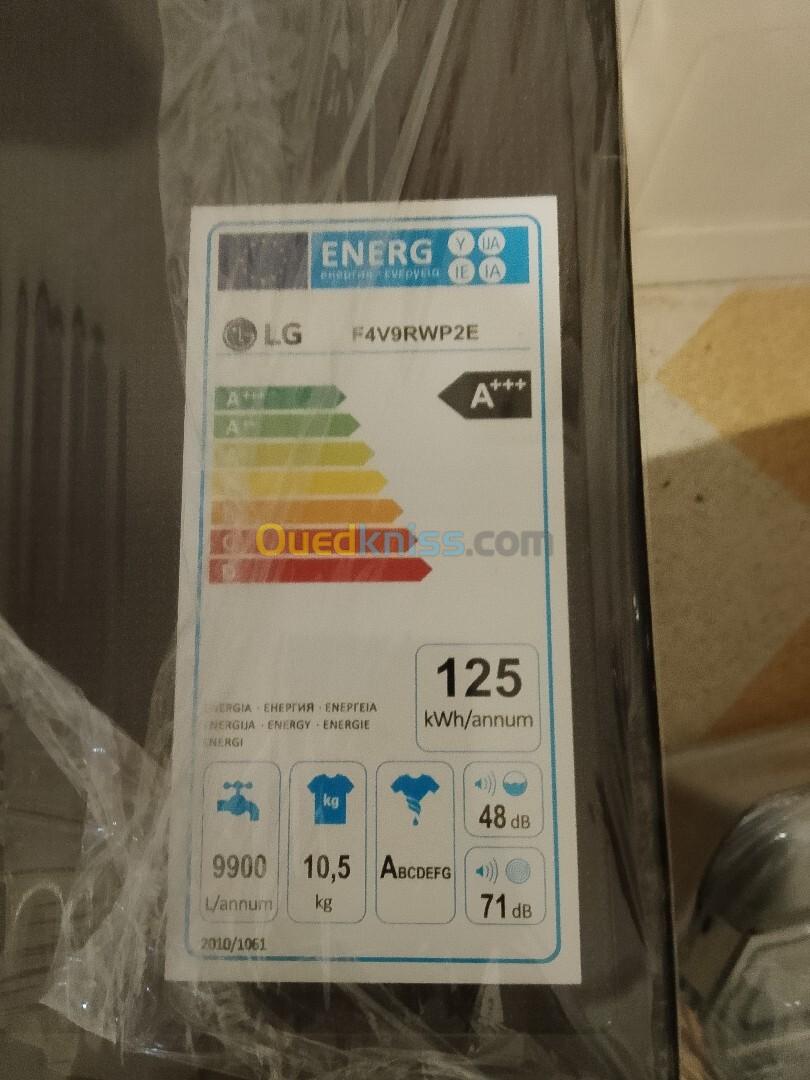 ENERG
Y IJA
IE IA
енергия · ενεργεια
LG F4V9RWP2E
A+++
A+++
A++
Ouedkniss.com
D
125
kWh/annum
ENERGIA · ЕНЕРГИЯ · ΕΝΕΡΓΕΙΑ
ENERGIJA · ENERGY · ENERGIE
ENERGI
kg
48 dB
9900
L/annum
10,5
kg
ABCDEFG
71 dB
2010/1061